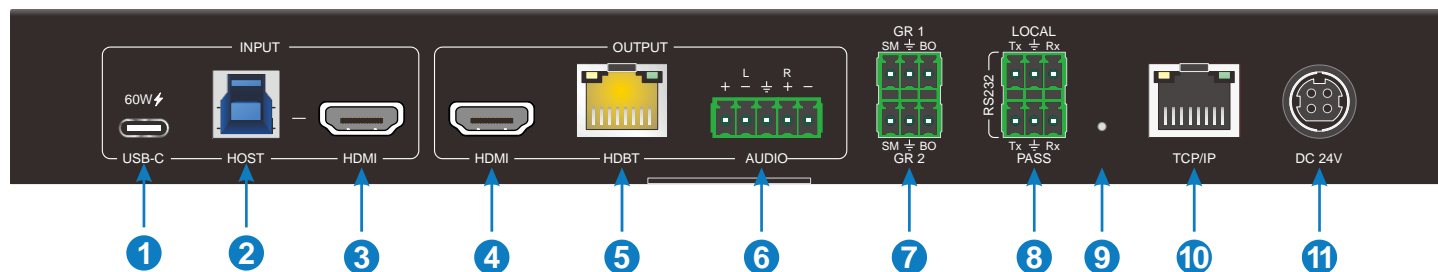 INPUT
OUTPUT
GR 1
LOCAL
SM BO
Tx Rx
L R
+ − + −
60W
RS232
USB-C
HOST
HDMI
HDMI
HDBT
AUDIO
SM BO
GR 2
Tx Rx
PASS
TCP/IP
DC 24V
1 2 3 4 5 6 7 8 9 10 11